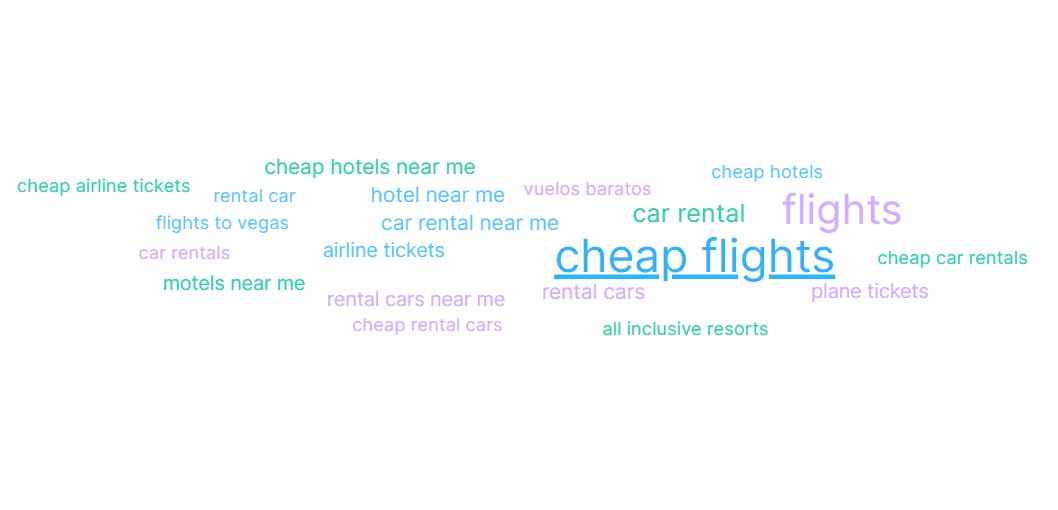 cheap hotels near me
cheap hotels
cheap airline tickets
rental car
hotel near me
vuelos baratos
car rental
flights
flights to vegas
car rental near me
car rentals
airline tickets
cheap flights
cheap car rentals
motels near me
rental cars near me
rental cars
plane tickets
cheap rental cars
all inclusive resorts